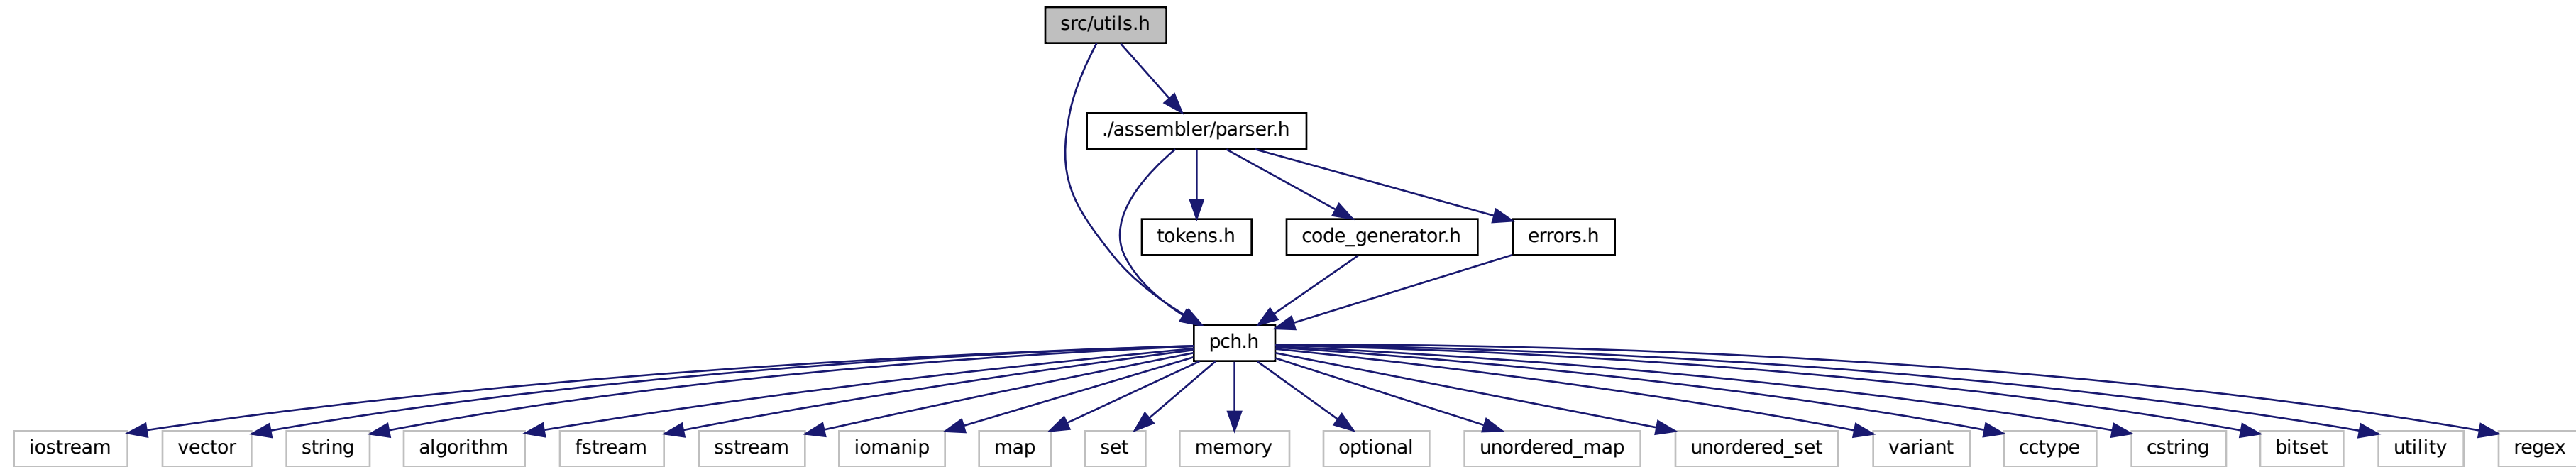 src/utils.h
./assembler/parser.h
tokens.h
code_generator.h
errors.h
pch.h
iostream
vector
string
algorithm
fstream
sstream
iomanip
map
set
memory
optional
unordered_map
unordered_set
variant
cctype
cstring
bitset
utility
regex